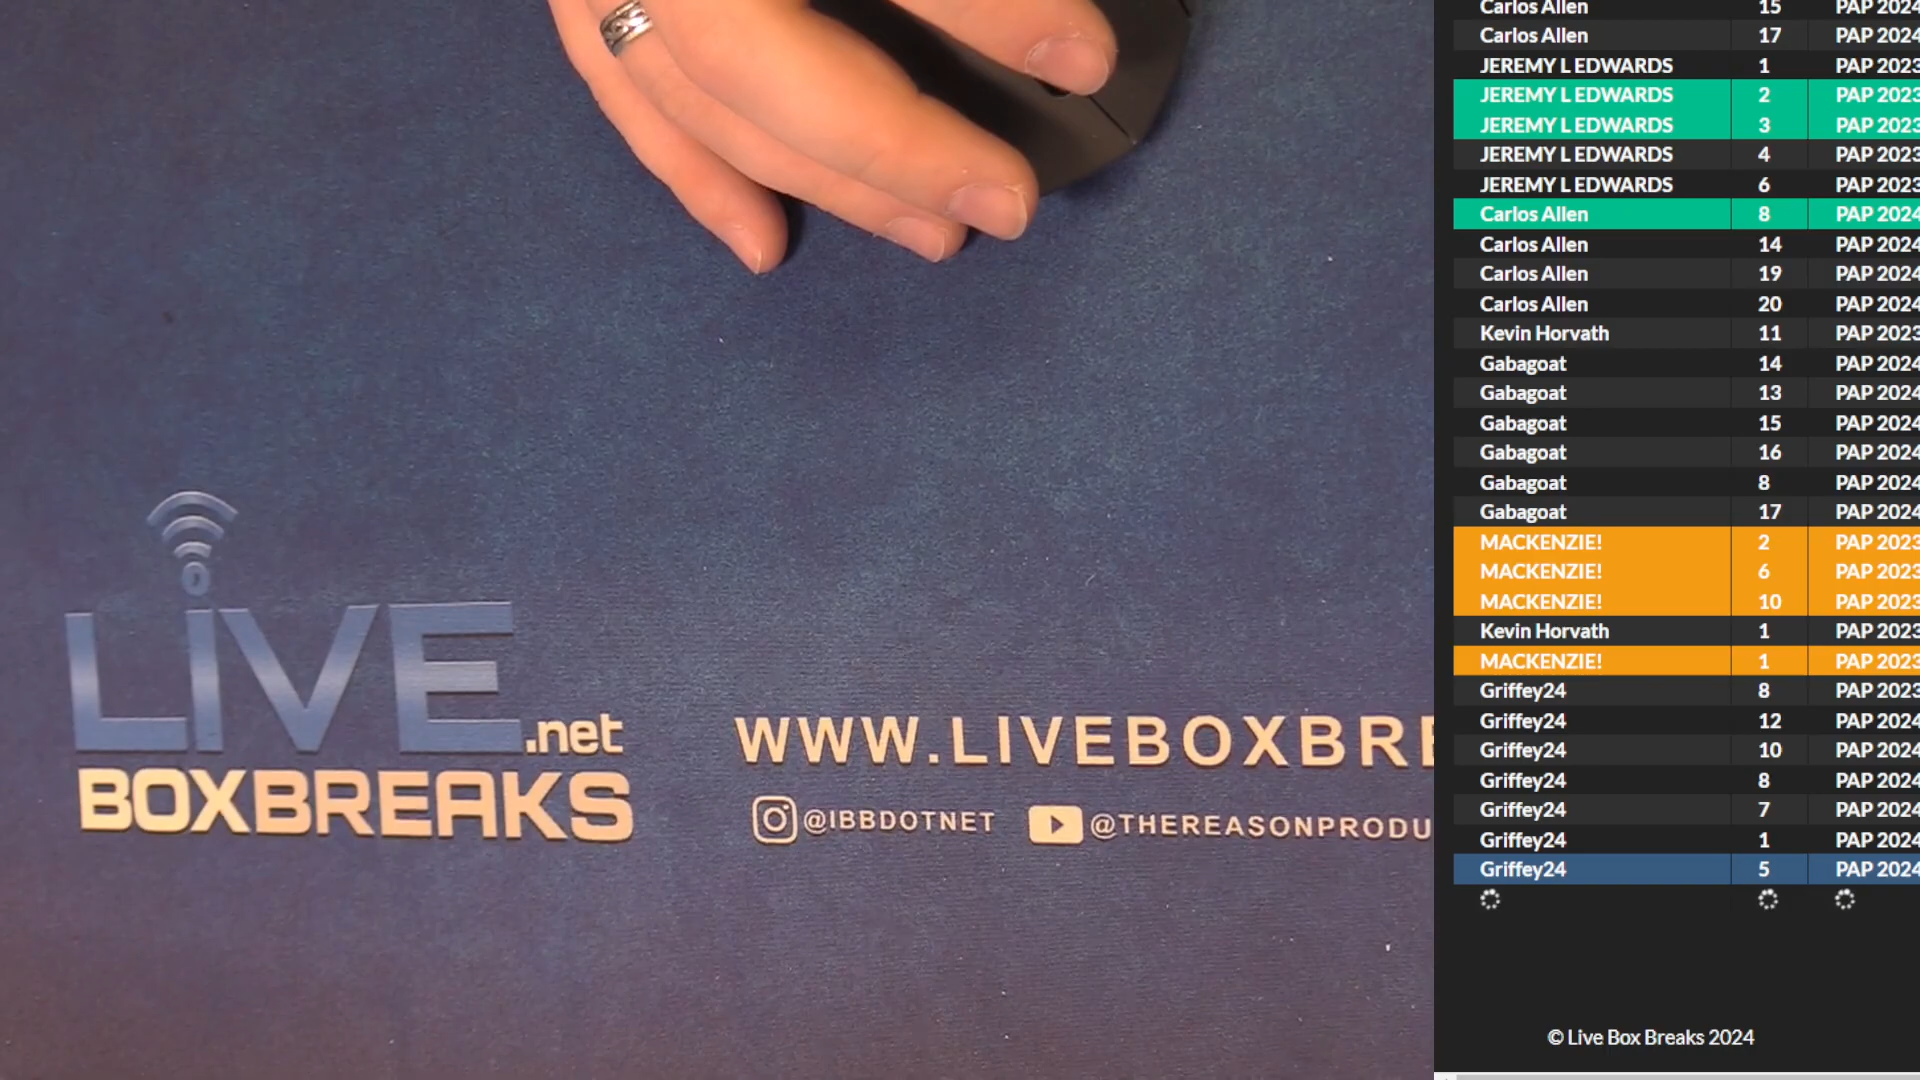 Carlos Allen 15 PAP 2024
Carlos Allen 17 PAP 2024
JEREMY L EDWARDS 1 PAP 2023
JEREMY L EDWARDS 2 PAP 2023
JEREMY L EDWARDS 3 PAP 2023
JEREMY L EDWARDS 4 PAP 2023
JEREMY L EDWARDS 6 PAP 2023
Carlos Allen 8 PAP 2024
Carlos Allen 14 PAP 2024
Carlos Allen 19 PAP 2024
Carlos Allen 20 PAP 2024
Kevin Horvath 11 PAP 2023
Gabagoat 14 PAP 2024
Gabagoat 13 PAP 2024
Gabagoat 15 PAP 2024
Gabagoat 16 PAP 2024
Gabagoat 8 PAP 2024
Gabagoat 17 PAP 2024
MACKENZIE! 2 PAP 2023
MACKENZIE! 6 PAP 2023
MACKENZIE! 10 PAP 2023
Kevin Horvath 1 PAP 2023
MACKENZIE! 1 PAP 2023
Griffey24 8 PAP 2023
Griffey24 12 PAP 2024
Griffey24 10 PAP 2024
Griffey24 8 PAP 2024
Griffey24 7 PAP 2024
Griffey24 1 PAP 2024
Griffey24 5 PAP 2024
© Live Box Breaks 2024
LIVE.net
BOXBREAKS
WWW.LIVEBOXBRE
@IBBDOTNET @THEREASONPRODU